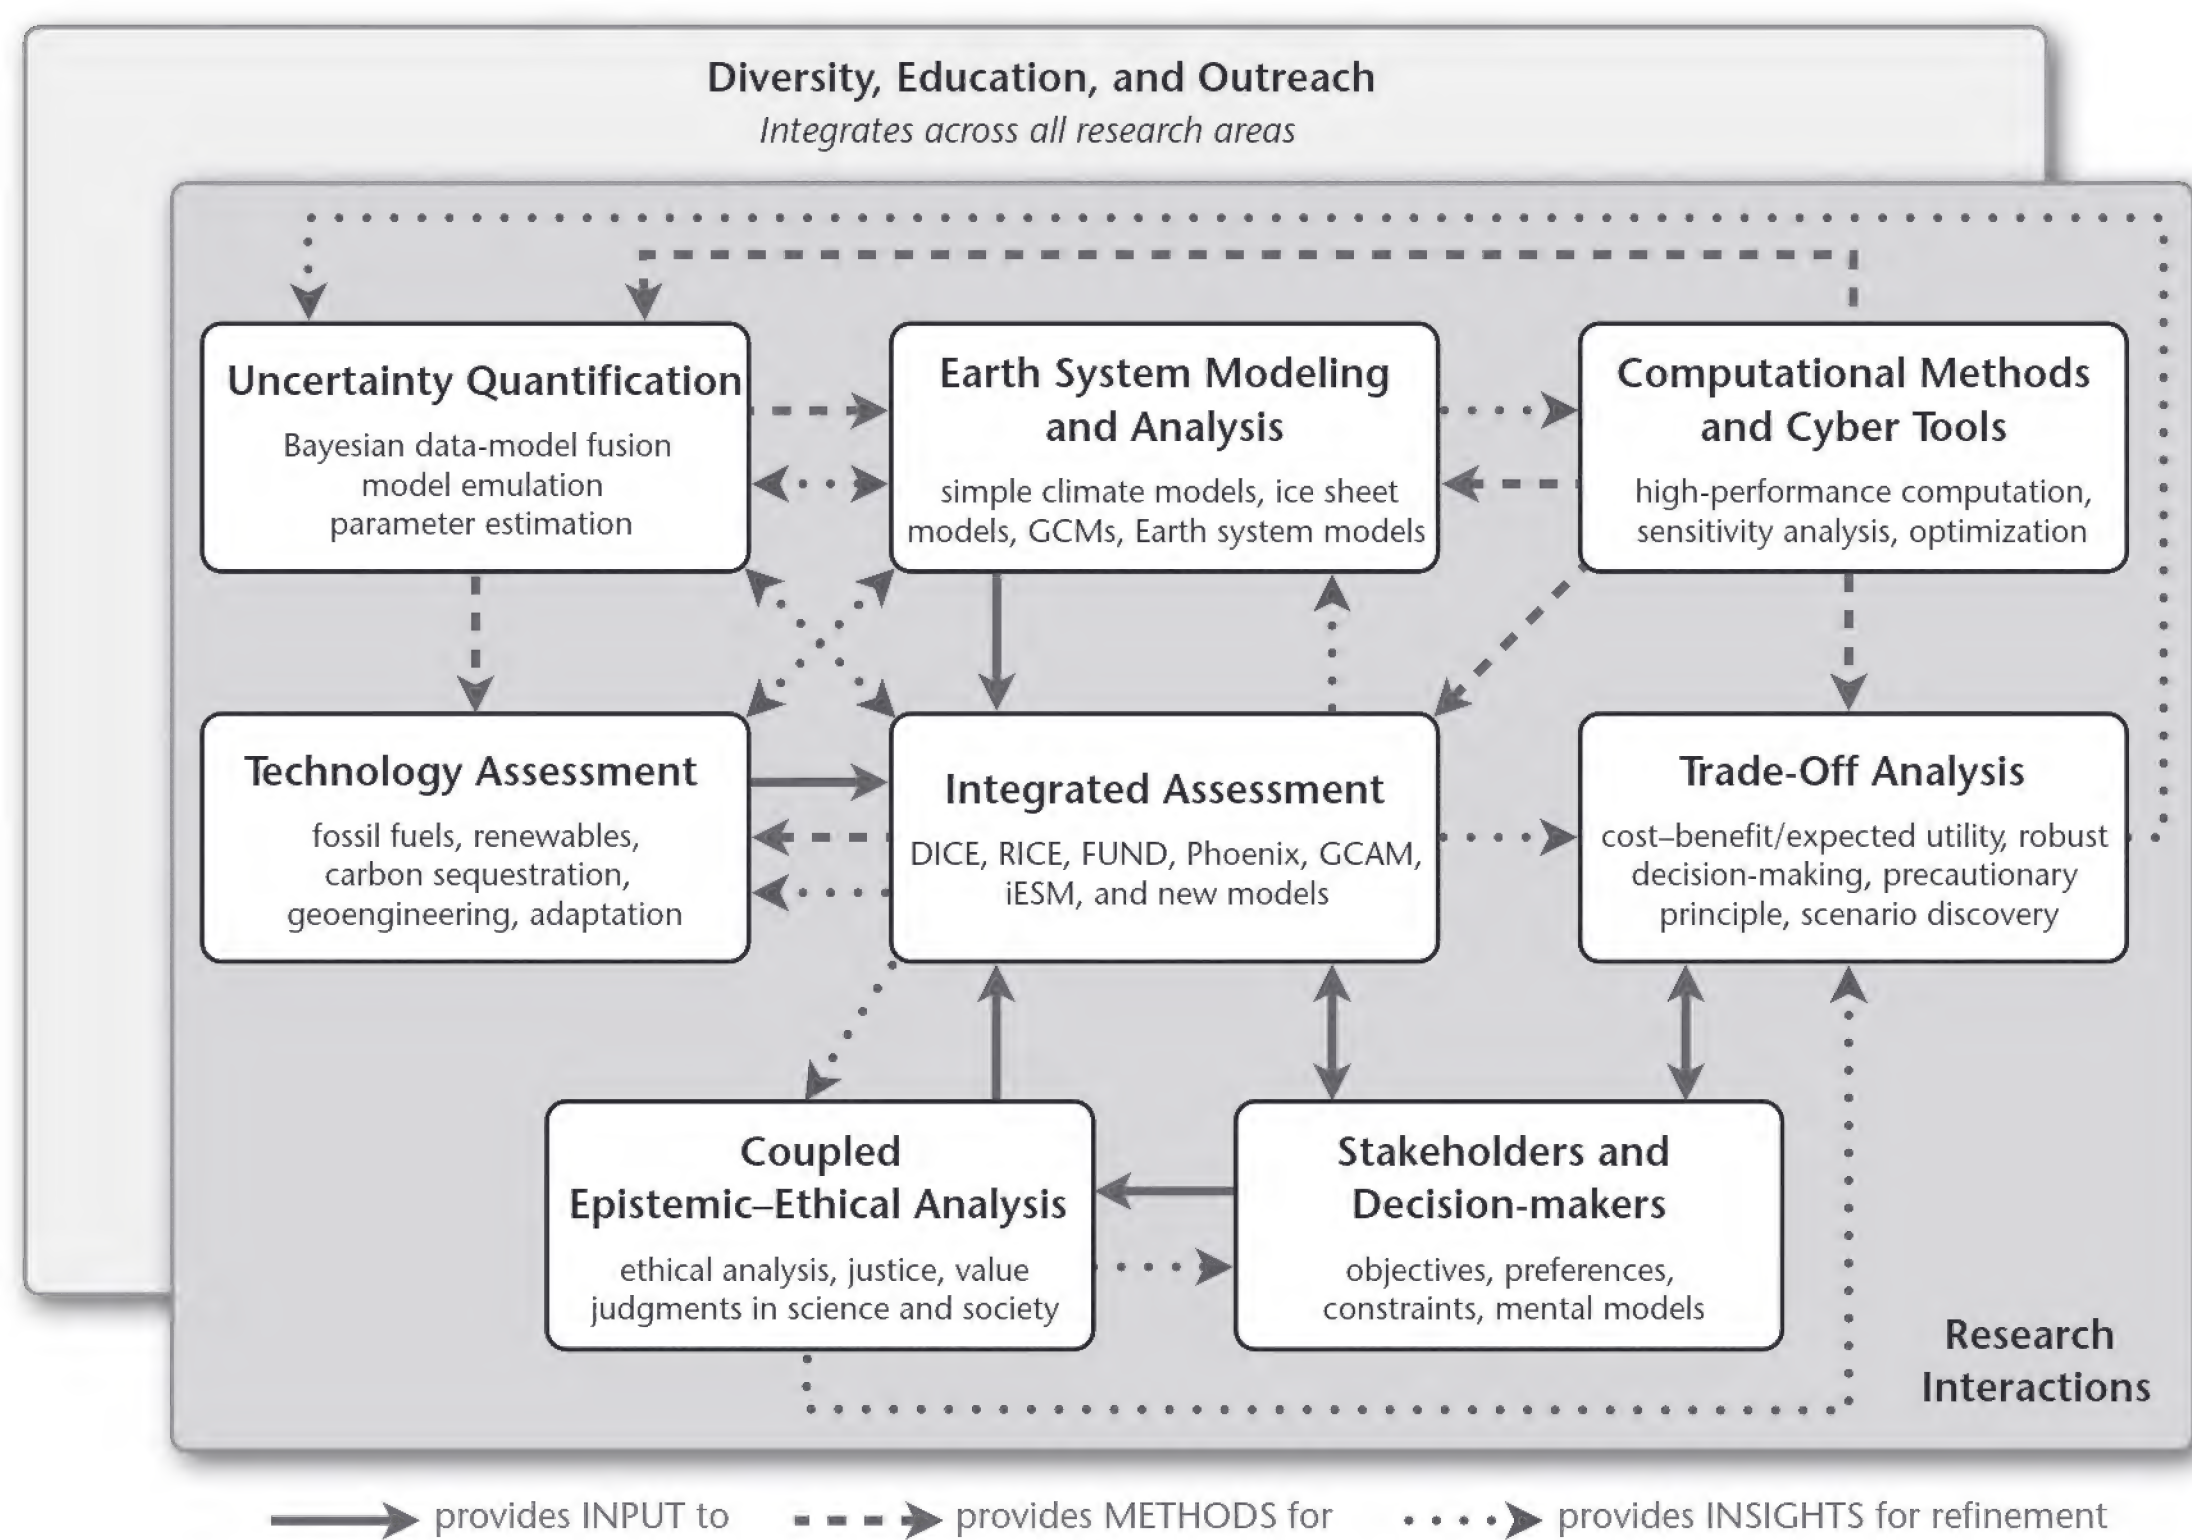 Diversity, Education, and Outreach
Integrates across all research areas
Uncertainty Quantification
Bayesian data-model fusion
model emulation
parameter estimation
Earth System Modeling
and Analysis
simple climate models, ice sheet
models, GCMs, Earth system models
Computational Methods
and Cyber Tools
high-performance computation,
sensitivity analysis, optimization
Technology Assessment
fossil fuels, renewables,
carbon sequestration,
geoengineering, adaptation
Integrated Assessment
DICE, RICE, FUND, Phoenix, GCAM,
iESM, and new models
Trade-Off Analysis
cost–benefit/expected utility, robust
decision-making, precautionary
principle, scenario discovery
Coupled
Epistemic–Ethical Analysis
ethical analysis, justice, value
judgments in science and society
Stakeholders and
Decision-makers
objectives, preferences,
constraints, mental models
Research
Interactions
provides INPUT to
provides METHODS for
provides INSIGHTS for refinement